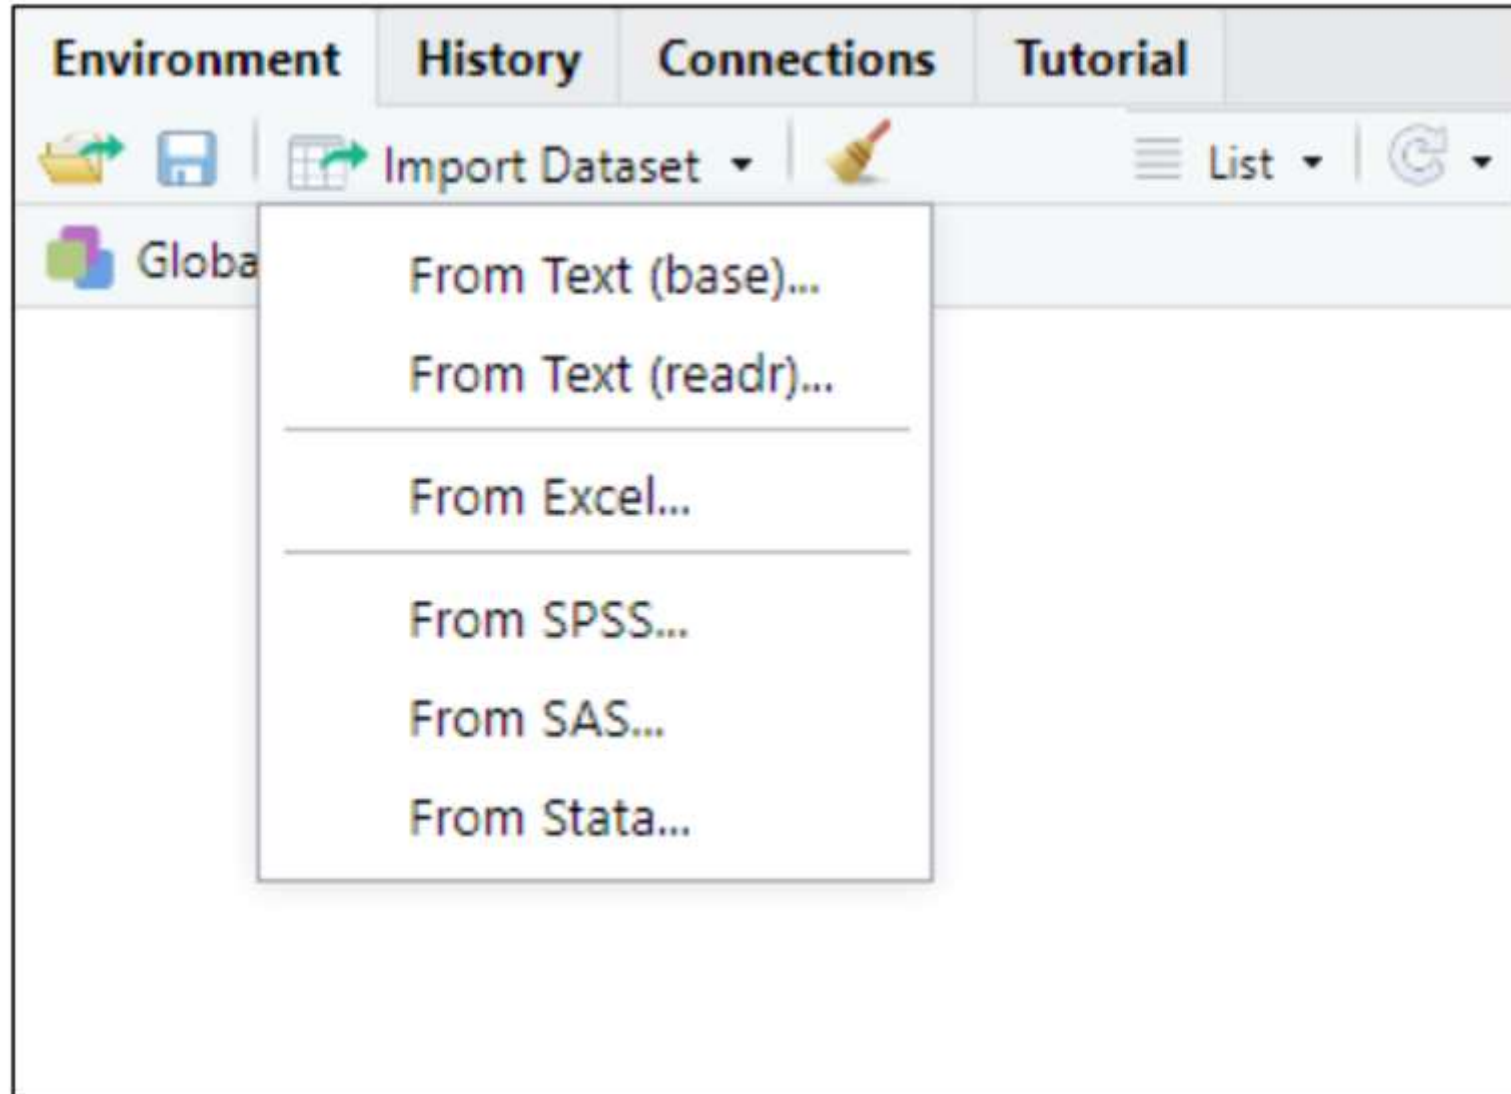 Environment History Connections Tutorial
Import Dataset List
Globa
From Text (base)...
From Text (readr)...
From Excel...
From SPSS...
From SAS...
From Stata...